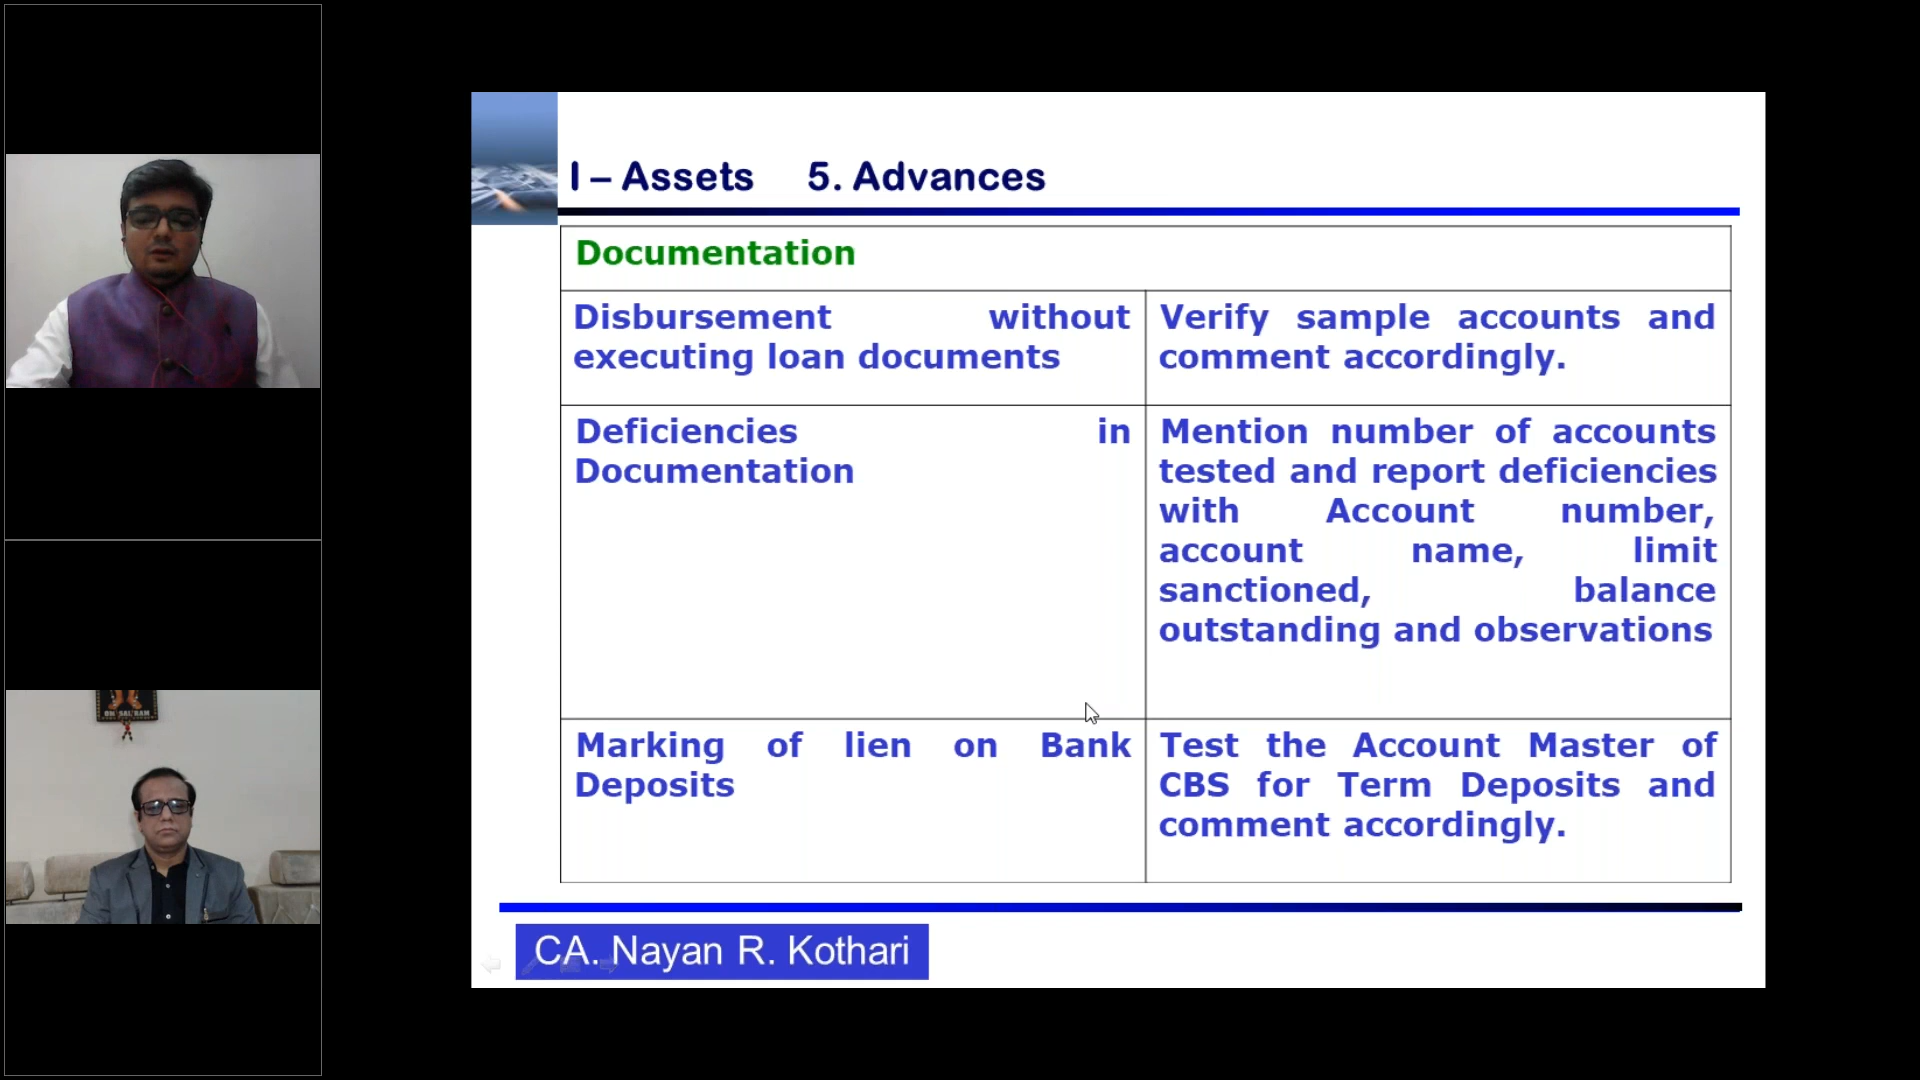 I – Assets 5. Advances
Documentation
Disbursement without
executing loan documents
Verify sample accounts and
comment accordingly.
Deficiencies in
Documentation
Mention number of accounts
tested and report deficiencies
with Account number,
account name, limit
sanctioned, balance
outstanding and observations
Marking of lien on Bank
Deposits
Test the Account Master of
CBS for Term Deposits and
comment accordingly.
CA. Nayan R. Kothari
OM SAI RAM